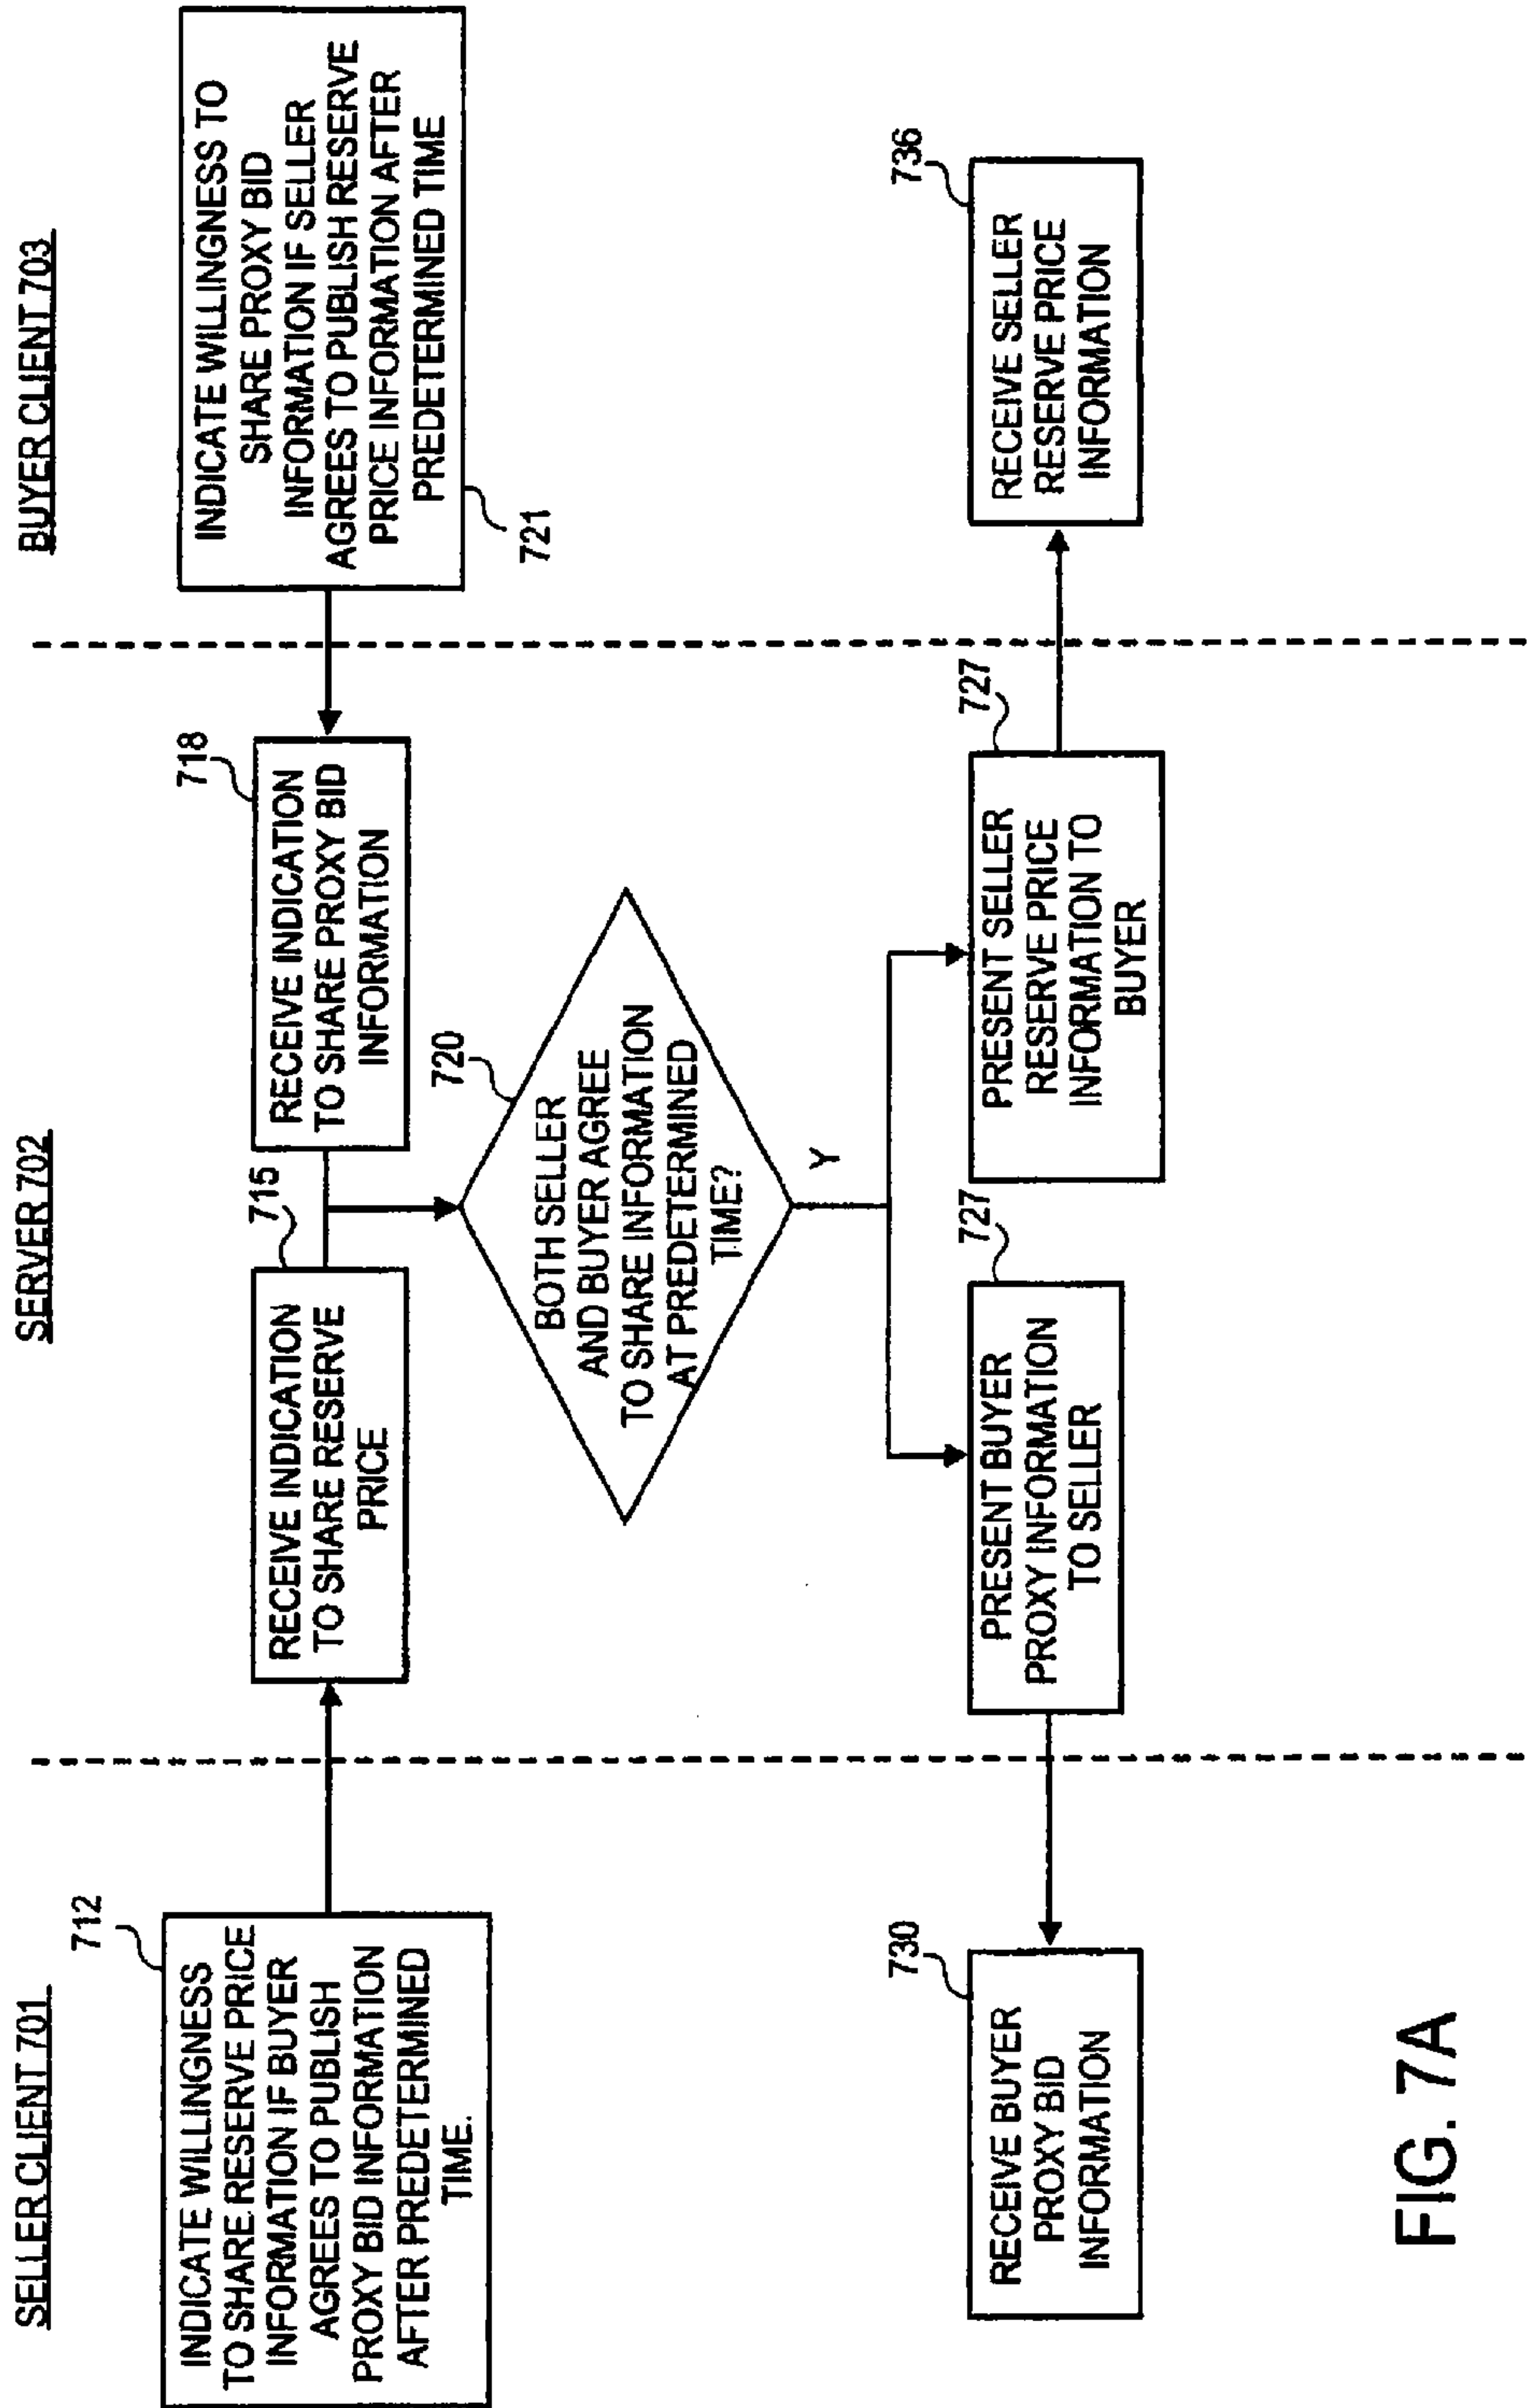 SELLER CLIENT 701
SERVER 702
BUYER CLIENT 703
712
INDICATE WILLINGNESS
TO SHARE RESERVE PRICE
INFORMATION IF BUYER
AGREES TO PUBLISH
PROXY BID INFORMATION
AFTER PREDETERMINED
TIME.
715
RECEIVE INDICATION
TO SHARE RESERVE
PRICE
718
RECEIVE INDICATION
TO SHARE PROXY BID
INFORMATION
INDICATE WILLINGNESS TO
SHARE PROXY BID
INFORMATION IF SELLER
AGREES TO PUBLISH RESERVE
PRICE INFORMATION AFTER
PREDETERMINED TIME
721
720
BOTH SELLER
AND BUYER AGREE
TO SHARE INFORMATION
AT PREDETERMINED
TIME?
Y
730
RECEIVE BUYER
PROXY BID
INFORMATION
727
PRESENT BUYER
PROXY INFORMATION
TO SELLER
727
PRESENT SELLER
RESERVE PRICE
INFORMATION TO
BUYER
736
RECEIVE SELLER
RESERVE PRICE
INFORMATION
FIG. 7A